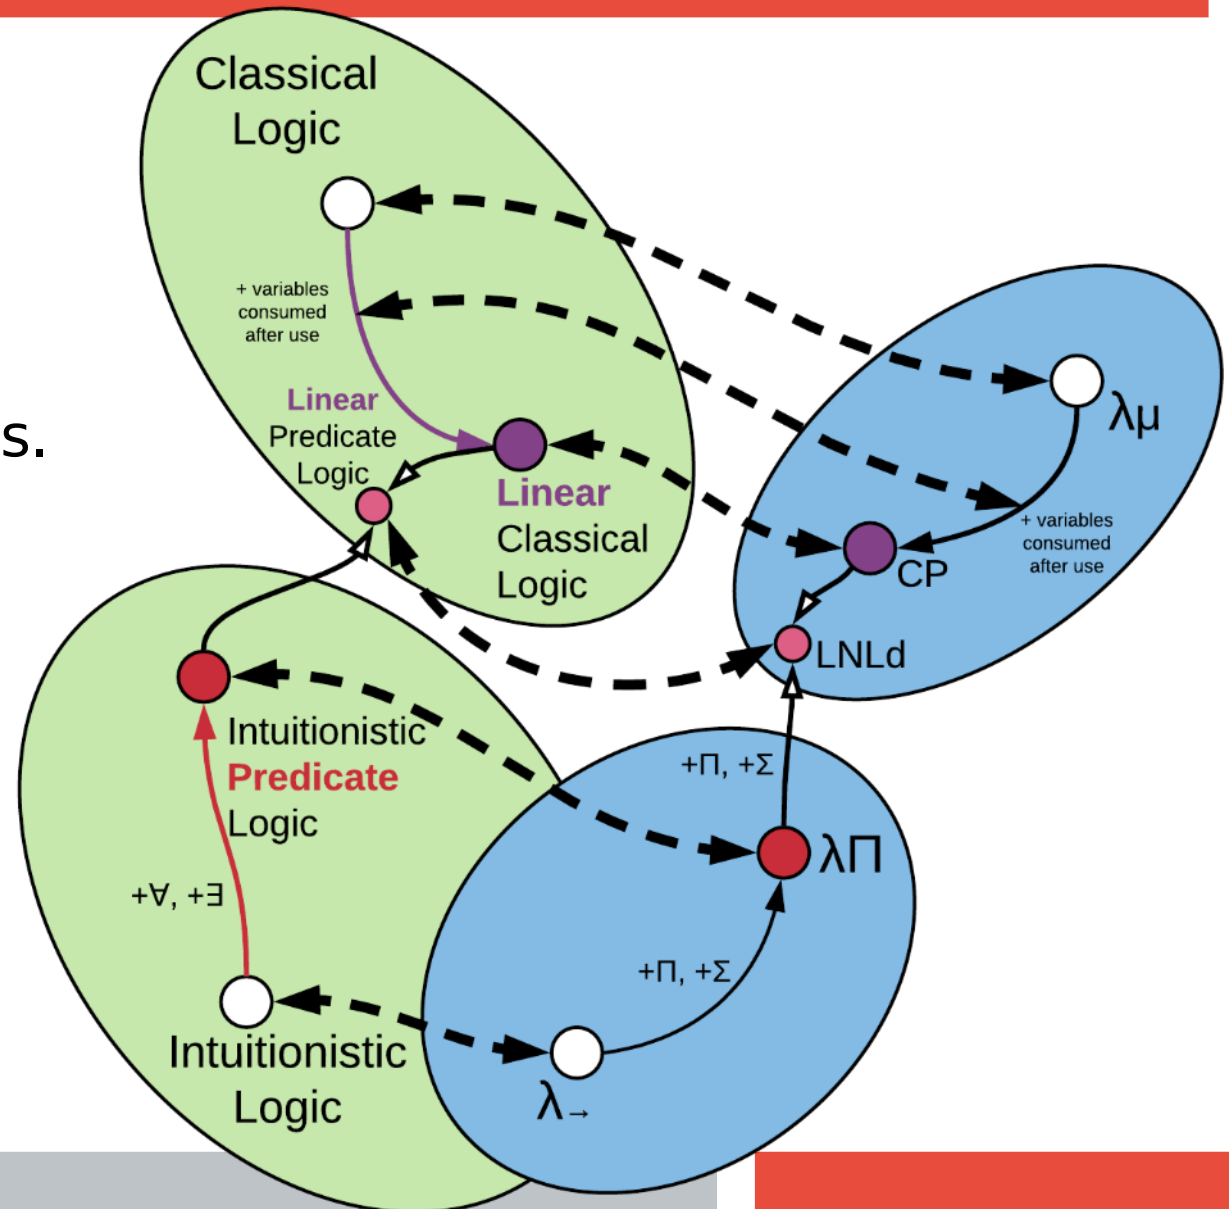 Classical
Logic
+ variables
consumed
after use
Linear
Predicate
Logic
Linear
Classical
Logic
s.
λμ
+ variables
consumed
after use
CP
LNLd
Intuitionistic
Predicate
Logic
+∀, +∃
Intuitionistic
Logic
+Π, +Σ
λΠ
+Π, +Σ
λ→